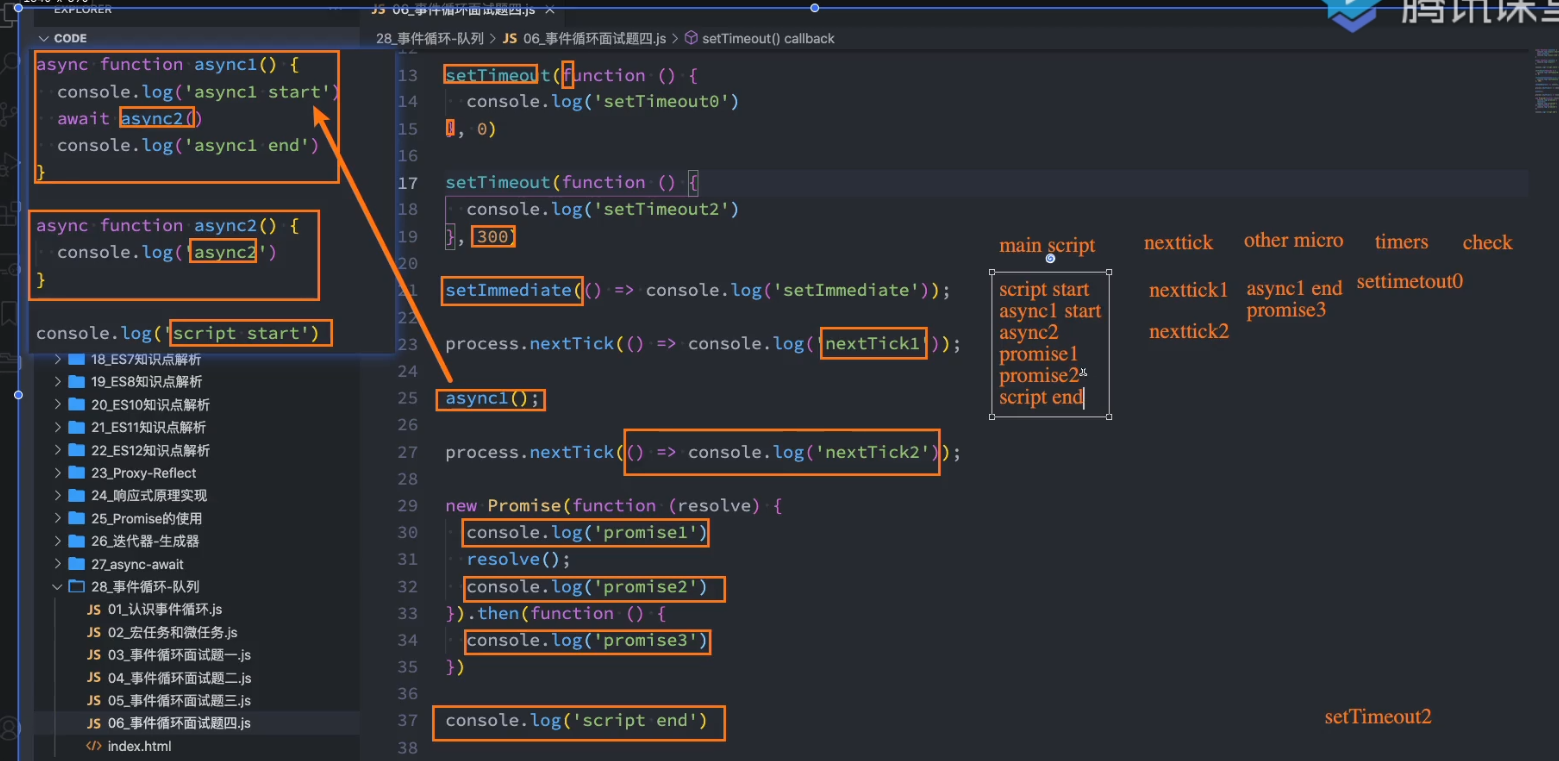 EXPLORER
JS 06_事件循环面试题四.js ×
腾讯课堂
CODE
28_事件循环-队列 > JS 06_事件循环面试题四.js > setTimeout() callback
async function async1() {
console.log('async1 start')
await async2()
console.log('async1 end')
}
async function async2() {
console.log('async2')
}
console.log('script start')
18_ES7知识点解析
19_ES8知识点解析
20_ES10知识点解析
21_ES11知识点解析
22_ES12知识点解析
23_Proxy-Reflect
24_响应式原理实现
25_Promise的使用
26_迭代器-生成器
27_async-await
28_事件循环-队列
JS 01_认识事件循环.js
JS 02_宏任务和微任务.js
JS 03_事件循环面试题一.js
JS 04_事件循环面试题二.js
JS 05_事件循环面试题三.js
JS 06_事件循环面试题四.js
</> index.html
12
13 setTimeout(function () {
14 console.log('setTimeout0')
15 }, 0)
16
17 setTimeout(function () {
18 console.log('setTimeout2')
19 }, 300)
20
21 setImmediate(() => console.log('setImmediate'));
22
23 process.nextTick(() => console.log('nextTick1'));
24
25 async1();
26
27 process.nextTick(() => console.log('nextTick2'));
28
29 new Promise(function (resolve) {
30 console.log('promise1')
31 resolve();
32 console.log('promise2')
33 }).then(function () {
34 console.log('promise3')
35 })
36
37 console.log('script end')
38
main script
script start
async1 start
async2
promise1
promise2
script end
nexttick
nexttick1
nexttick2
other micro
async1 end
promise3
timers
settimetout0
setTimeout2
check